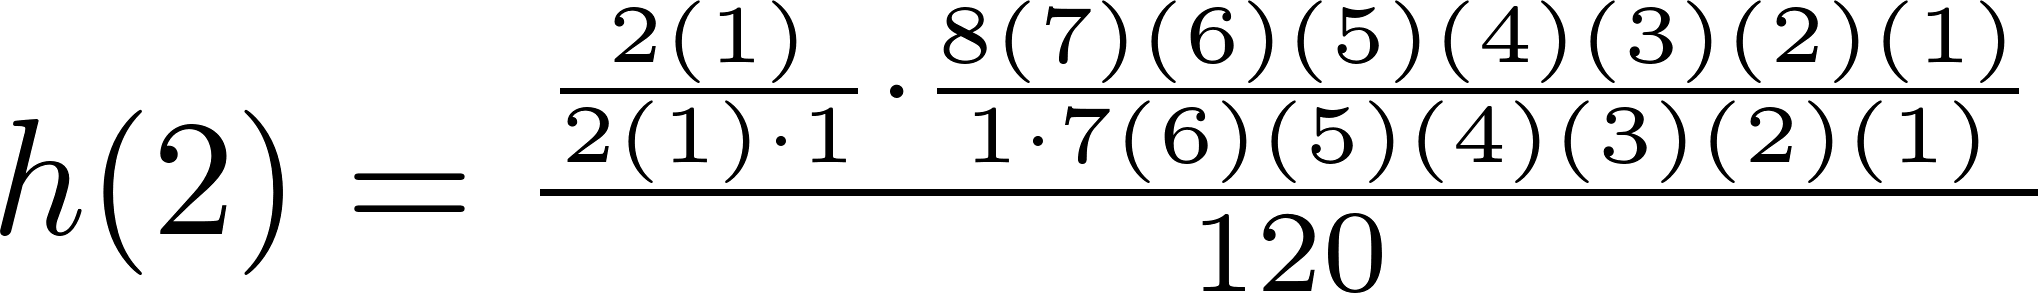 h(2) = \frac{\frac{2(1)}{2(1) \cdot 1} \cdot \frac{8(7)(6)(5)(4)(3)(2)(1)}{1 \cdot 7(6)(5)(4)(3)(2)(1)}}{120}